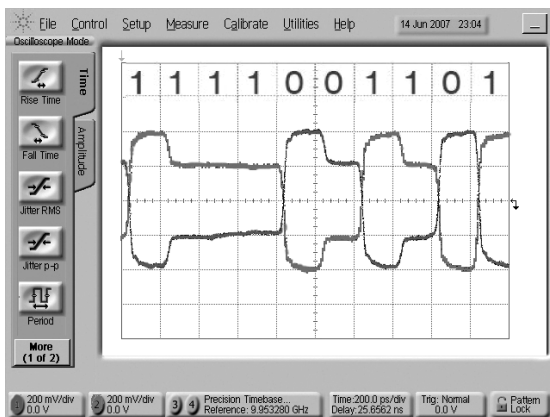 File Control Setup Measure Calibrate Utilities Help 14 Jun 2007 23:04
Oscilloscope Mode
Time
Amplitude
Rise Time
Fall Time
Jitter RMS
Jitter p-p
Period
More
(1 of 2)
1 1 1 1 0 0 1 1 0 1
1 200 mV/div
0.0 V
2 200 mV/div
0.0 V
3 4
Precision Timebase...
Reference: 9.953280 GHz
Time:200.0 ps/div
Delay:25.6562 ns
Trig: Normal
0.0 V
Pattern
Lock